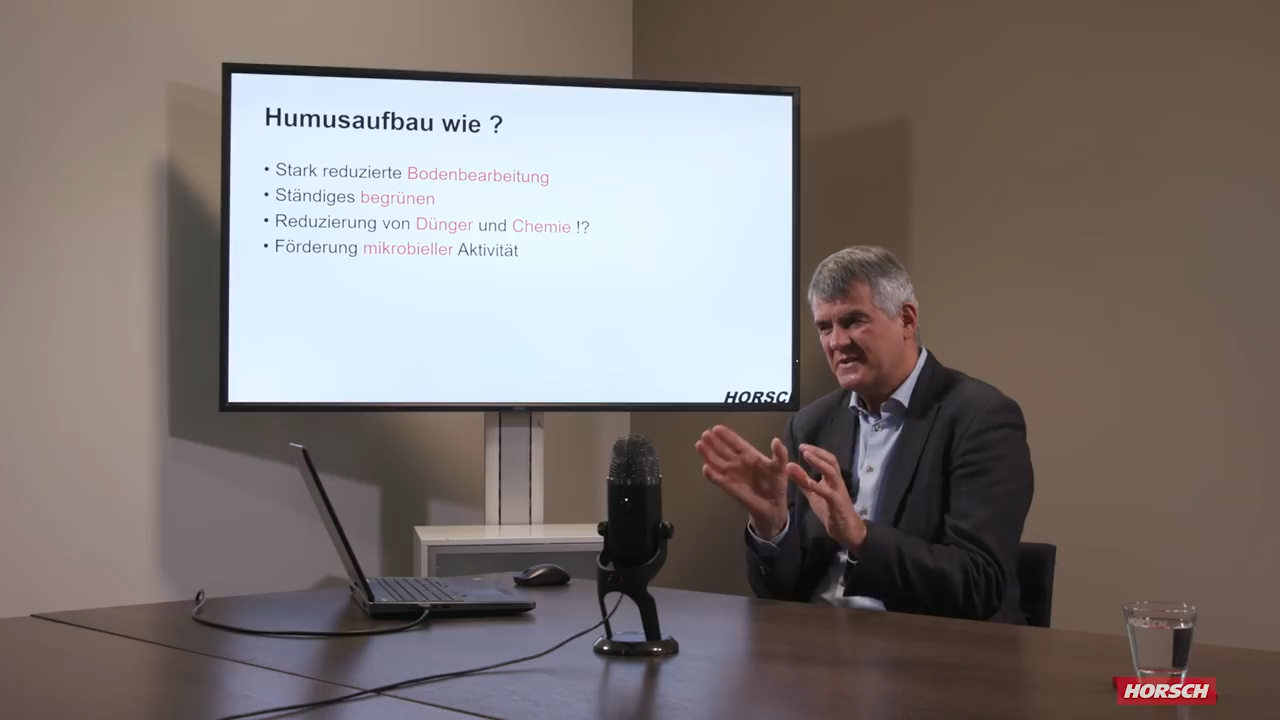 Humusaufbau wie ?
• Stark reduzierte Bodenbearbeitung
• Ständiges begrünen
• Reduzierung von Dünger und Chemie !?
• Förderung mikrobieller Aktivität
HORSC
HORSCH